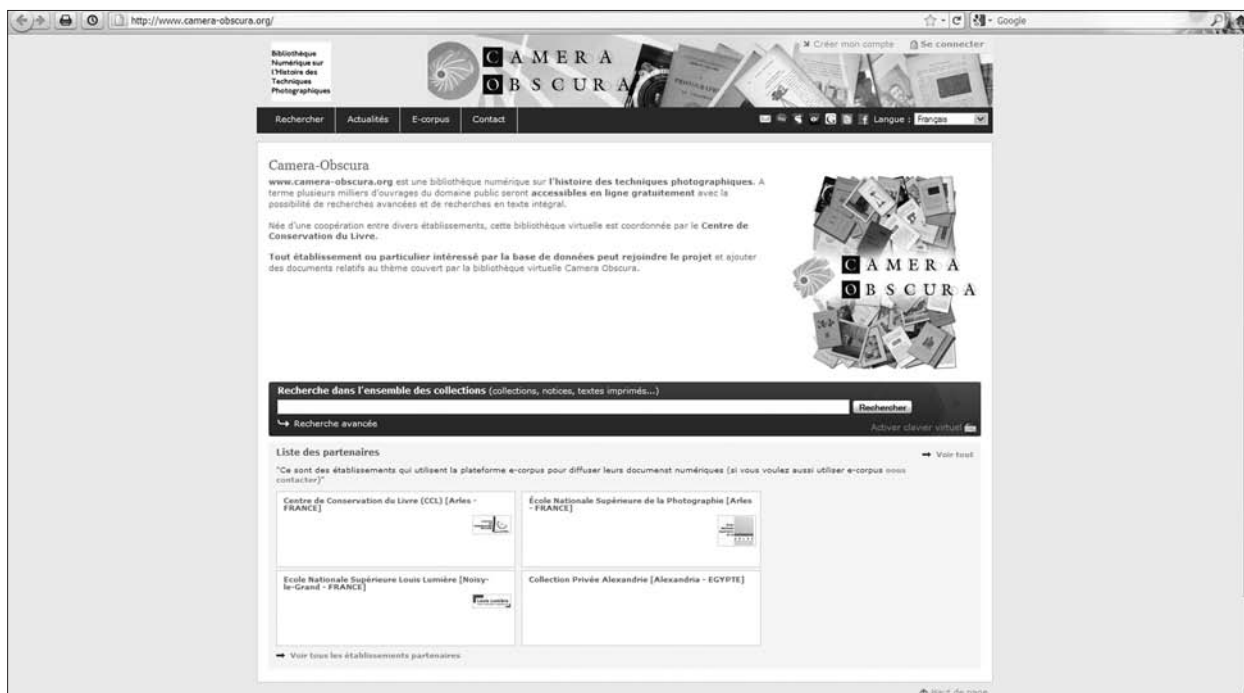 http://www.camera-obscura.org/
Google
Bibliothèque
Numérique sur
l'Histoire des
Techniques
Photographiques
CAMERA
OBSCURA
Créer mon compte Se connecter
Rechercher Actualités E-corpus Contact Langue : Français
Camera-Obscura
www.camera-obscura.org est une bibliothèque numérique sur l'histoire des techniques photographiques. A
terme plusieurs milliers d'ouvrages du domaine public seront accessibles en ligne gratuitement avec la
possibilité de recherches avancées et de recherches en texte intégral.
Née d'une coopération entre divers établissements, cette bibliothèque virtuelle est coordonnée par le Centre de
Conservation du Livre.
Tout établissement ou particulier intéressé par la base de données peut rejoindre le projet et ajouter
des documents relatifs au thème couvert par la bibliothèque virtuelle Camera Obscura.
CAMERA
OBSCURA
Recherche dans l'ensemble des collections (collections, notices, textes imprimés...)
Rechercher
Recherche avancée
Activer clavier virtuel
Liste des partenaires
Voir tout
"Ce sont des établissements qui utilisent la plateforme e-corpus pour diffuser leurs documenst numériques (si vous voulez aussi utiliser e-corpus nous
contacter)"
Centre de Conservation du Livre (CCL) [Arles -
FRANCE]
École Nationale Supérieure de la Photographie [Arles
- FRANCE]
Ecole Nationale Supérieure Louis Lumière [Noisy-
le-Grand - FRANCE]
Louis Lumière
Collection Privée Alexandrie [Alexandria - EGYPTE]
Voir tous les établissements partenaires
Haut de page